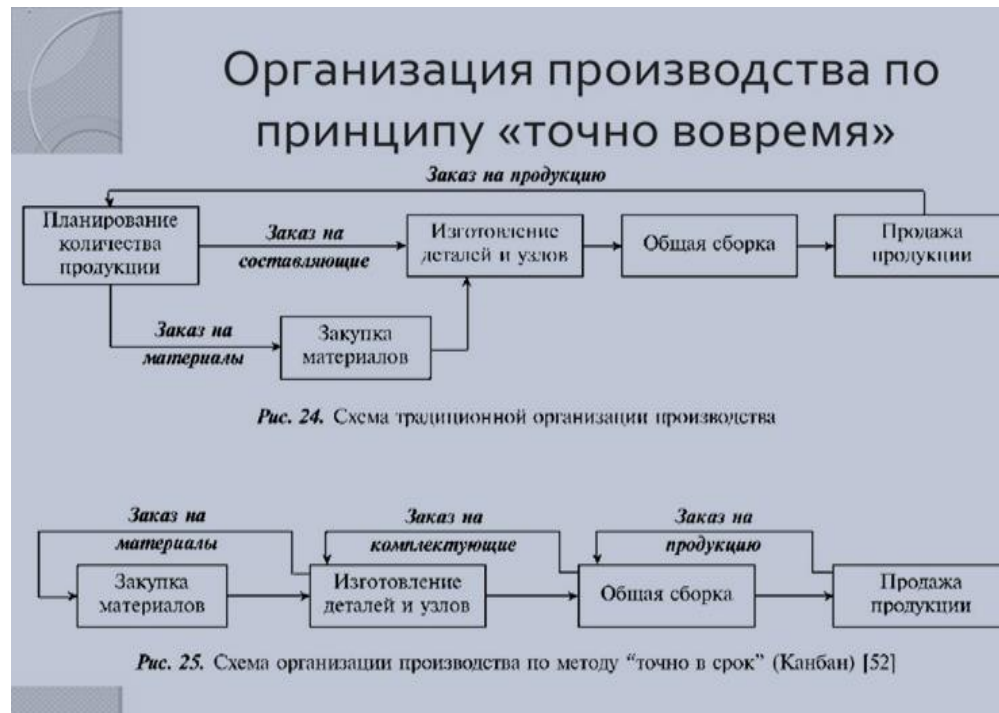 Организация производства по
принципу «точно вовремя»
Заказ на продукцию
Планирование
количества
продукции
Заказ на
составляющие
Изготовление
деталей и узлов
Общая сборка
Продажа
продукции
Заказ на
материалы
Закупка
материалов
Рис. 24. Схема традиционной организации производства
Заказ на
материалы
Заказ на
комплектующие
Заказ на
продукцию
Закупка
материалов
Изготовление
деталей и узлов
Общая сборка
Продажа
продукции
Рис. 25. Схема организации производства по методу “точно в срок” (Канбан) [52]